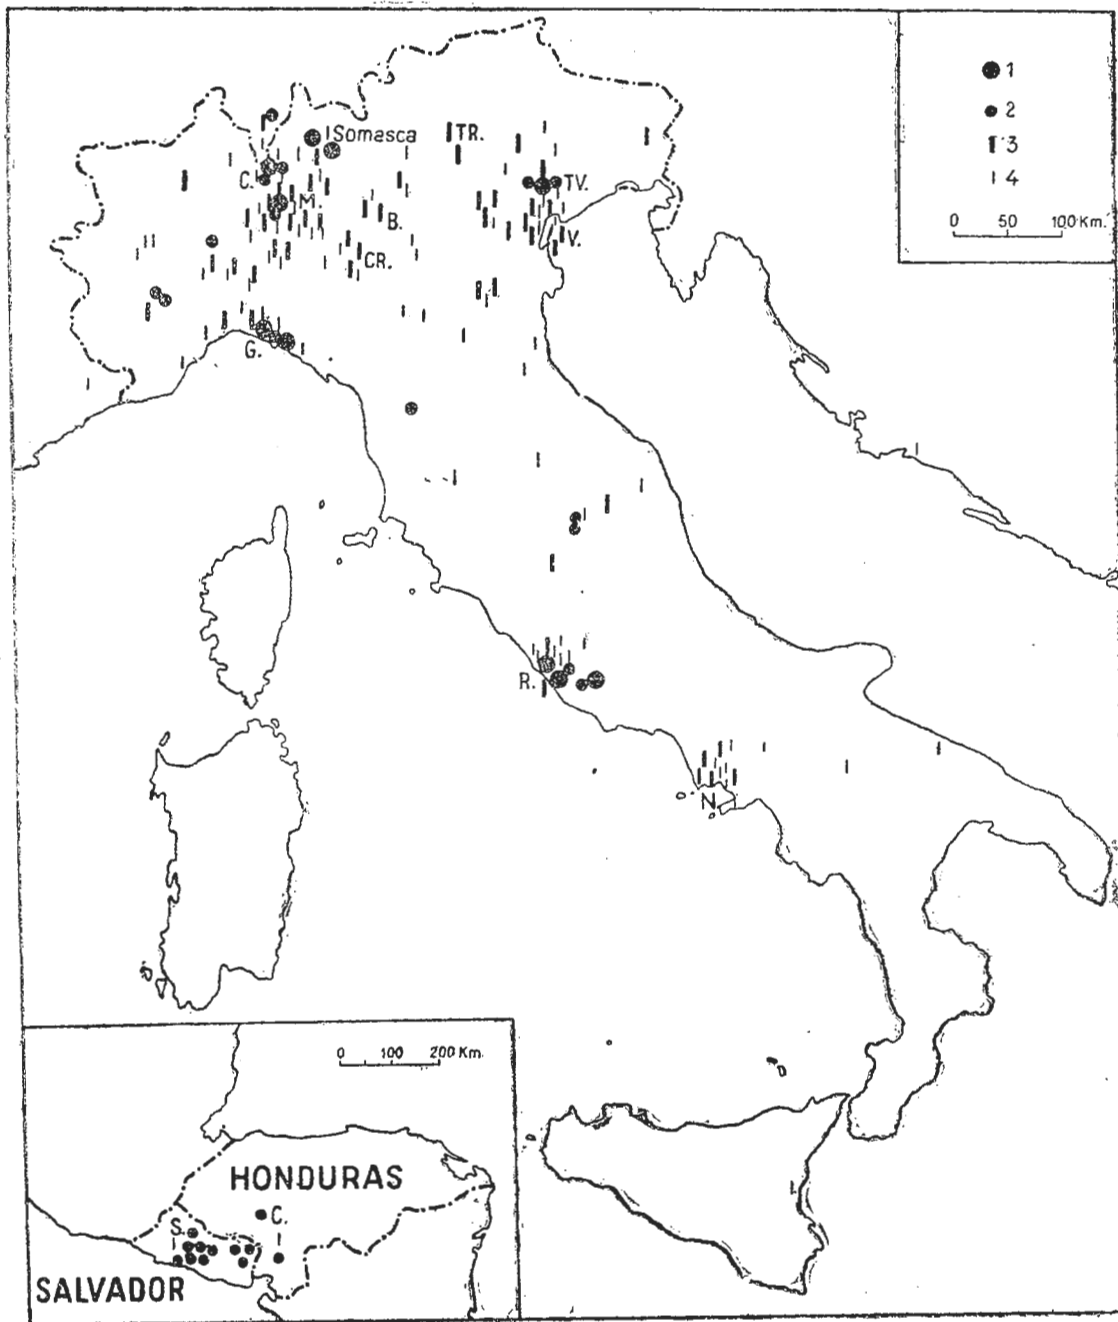 1
2
3
4
0 50 100 Km.
Somasca
TR.
C.
TV.
M.
B.
V.
CR.
G.
R.
N
0 100 200 Km.
HONDURAS
C.
S.
SALVADOR